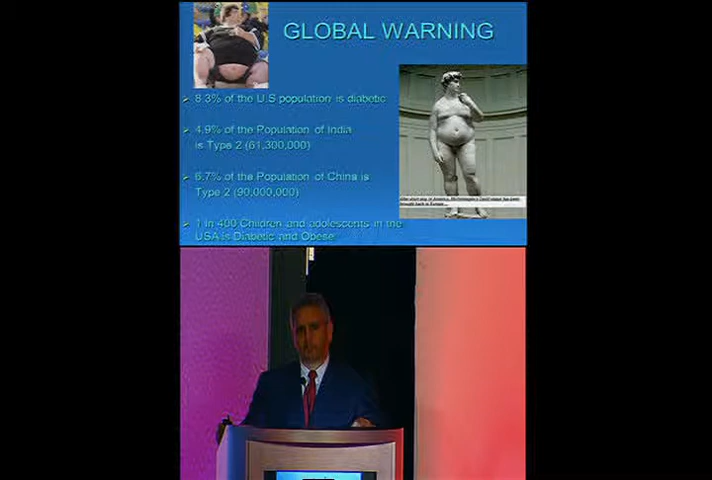 GLOBAL WARNING
8.3% of the U.S population is diabetic
4.9% of the Population of India
is Type 2 (61,300,000)
6.7% of the Population of China is
Type 2 (90,000,000)
1 in 400 Children and adolescents in the
USA is Diabetic and Obese